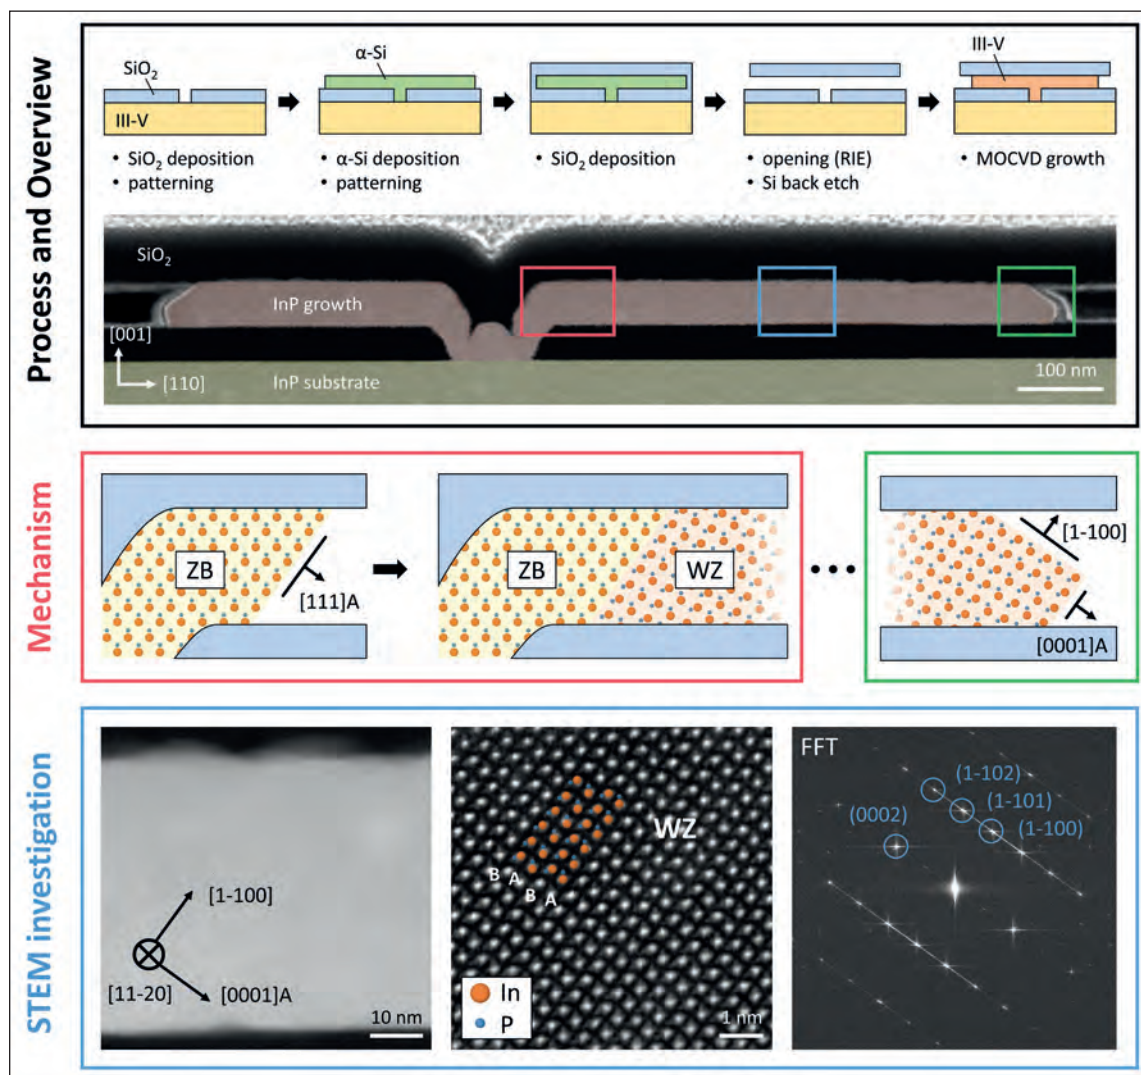 Process and Overview
SiO2
III-V
α-Si
III-V
• SiO2 deposition
• patterning
• α-Si deposition
• patterning
• SiO2 deposition
• opening (RIE)
• Si back etch
• MOCVD growth
SiO2
InP growth
[001]
[110]
InP substrate
100 nm
Mechanism
ZB
[111]A
ZB
WZ
[1-100]
[0001]A
STEM investigation
[1-100]
[11-20]
[0001]A
10 nm
WZ
B
A
B
A
In
P
1 nm
FFT
(1-102)
(1-101)
(0002)
(1-100)